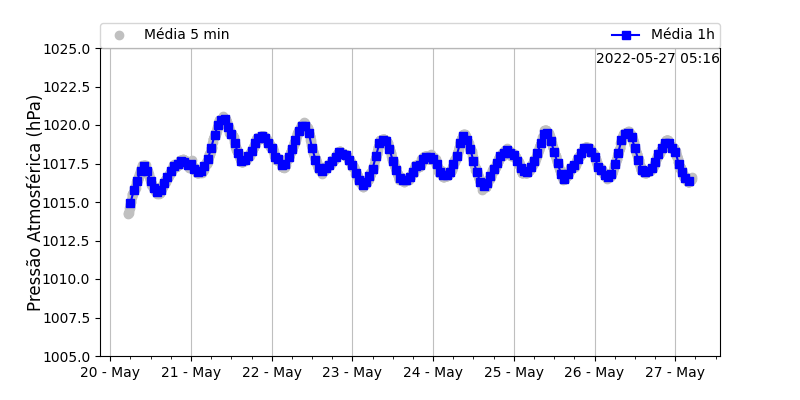 Média 5 min
Média 1h
2022-05-27 05:16
Pressão Atmosférica (hPa)
1025.0
1022.5
1020.0
1017.5
1015.0
1012.5
1010.0
1007.5
1005.0
20 - May
21 - May
22 - May
23 - May
24 - May
25 - May
26 - May
27 - May